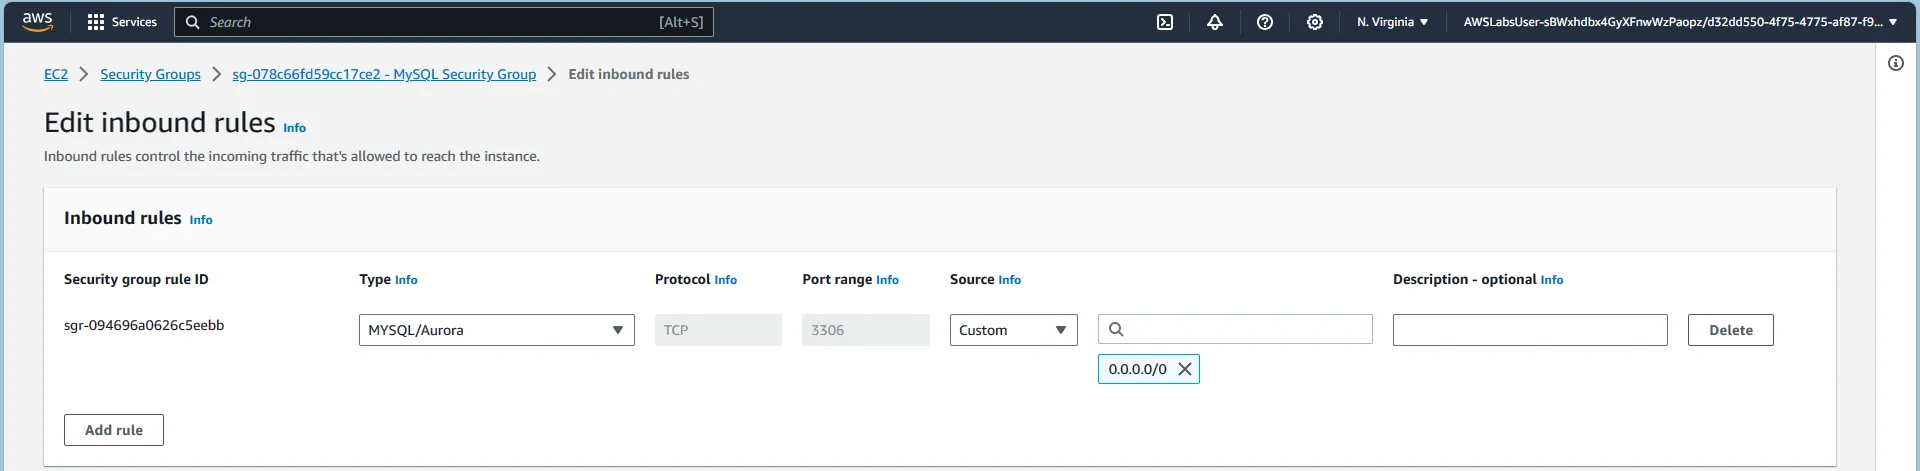 aws Services Search [Alt+S] N. Virginia AWSLabsUser-sBWxhdbx4GyXFnwWzPaopz/d32dd550-4f75-4775-af87-f9...
EC2 Security Groups sg-078c66fd59cc17ce2 - MySQL Security Group Edit inbound rules
Edit inbound rules Info
Inbound rules control the incoming traffic that's allowed to reach the instance.
Inbound rules Info
Security group rule ID Type Info Protocol Info Port range Info Source Info Description - optional Info
sgr-094696a0626c5eebb MYSQL/Aurora TCP 3306 Custom Delete
0.0.0.0/0
Add rule